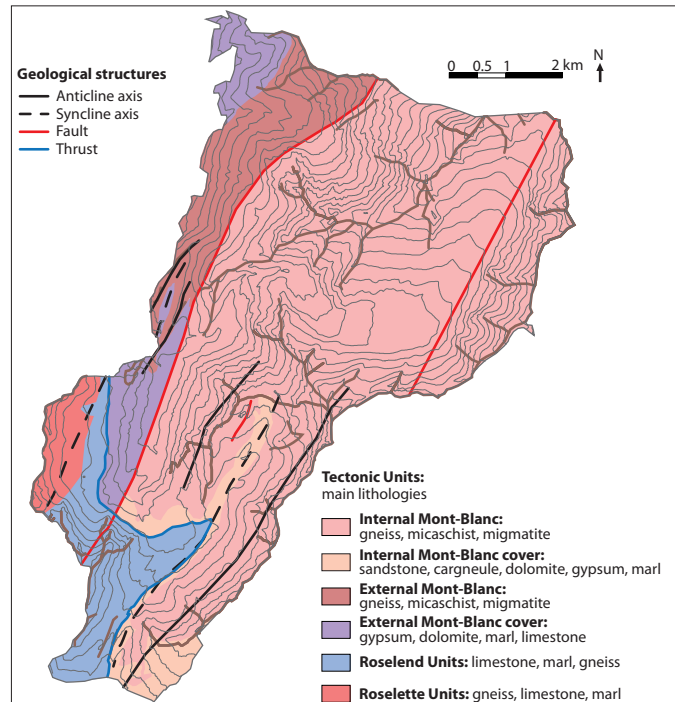 0 0.5 1 2 km N
Geological structures
Anticline axis
Syncline axis
Fault
Thrust
Tectonic Units:
main lithologies
Internal Mont-Blanc:
gneiss, micaschist, migmatite
Internal Mont-Blanc cover:
sandstone, cargneule, dolomite, gypsum, marl
External Mont-Blanc:
gneiss, micaschist, migmatite
External Mont-Blanc cover:
gypsum, dolomite, marl, limestone
Roselend Units: limestone, marl, gneiss
Roselette Units: gneiss, limestone, marl